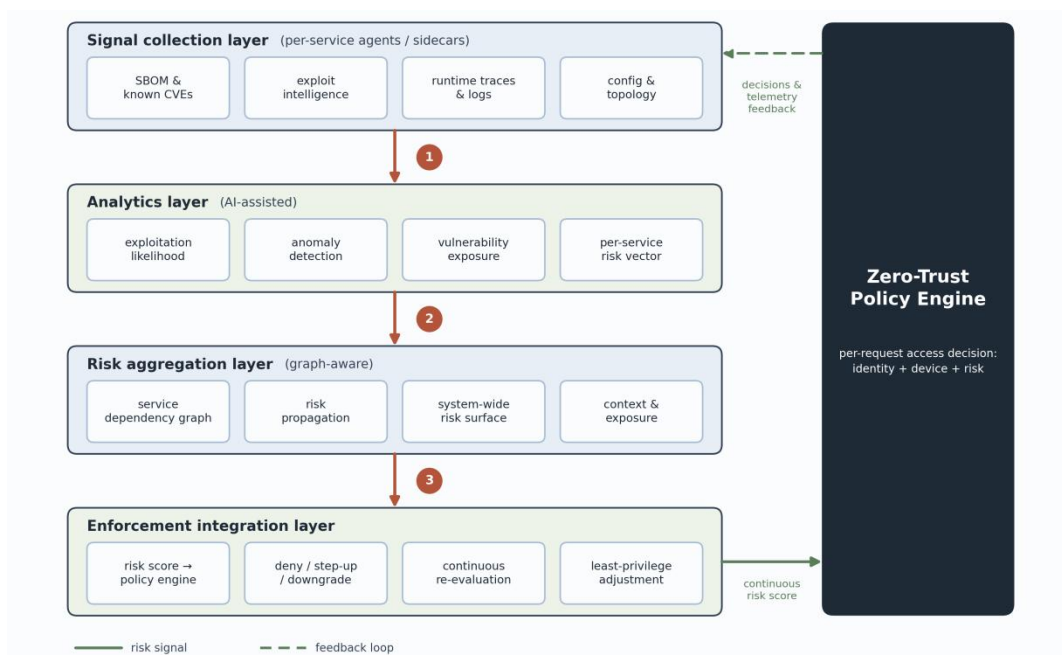 Signal collection layer (per-service agents / sidecars)
SBOM &
known CVEs
exploit
intelligence
runtime traces
& logs
config &
topology
decisions &
telemetry
feedback
1
Analytics layer (AI-assisted)
exploitation
likelihood
anomaly
detection
vulnerability
exposure
per-service
risk vector
2
Risk aggregation layer (graph-aware)
service
dependency graph
risk
propagation
system-wide
risk surface
context &
exposure
3
Enforcement integration layer
risk score →
policy engine
deny / step-up
/ downgrade
continuous
re-evaluation
least-privilege
adjustment
continuous
risk score
Zero-Trust
Policy Engine
per-request access decision:
identity + device + risk
risk signal
feedback loop